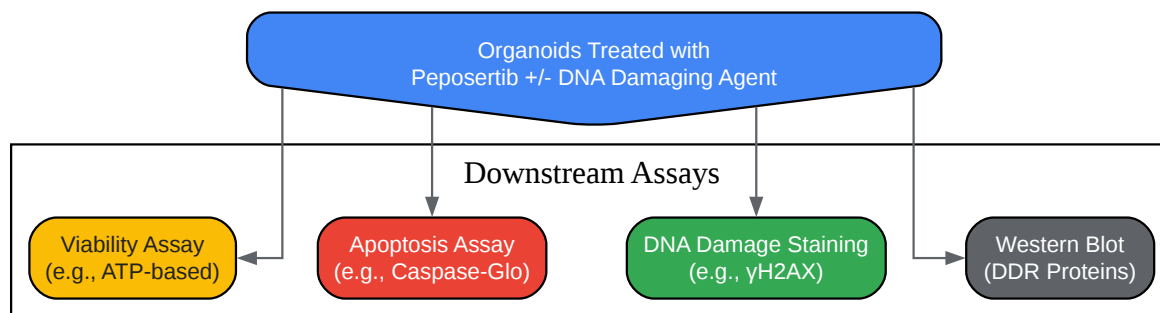 Organoids Treated with
Peposertib +/- DNA Damaging Agent
Downstream Assays
Viability Assay
(e.g., ATP-based)
Apoptosis Assay
(e.g., Caspase-Glo)
DNA Damage Staining
(e.g., γH2AX)
Western Blot
(DDR Proteins)